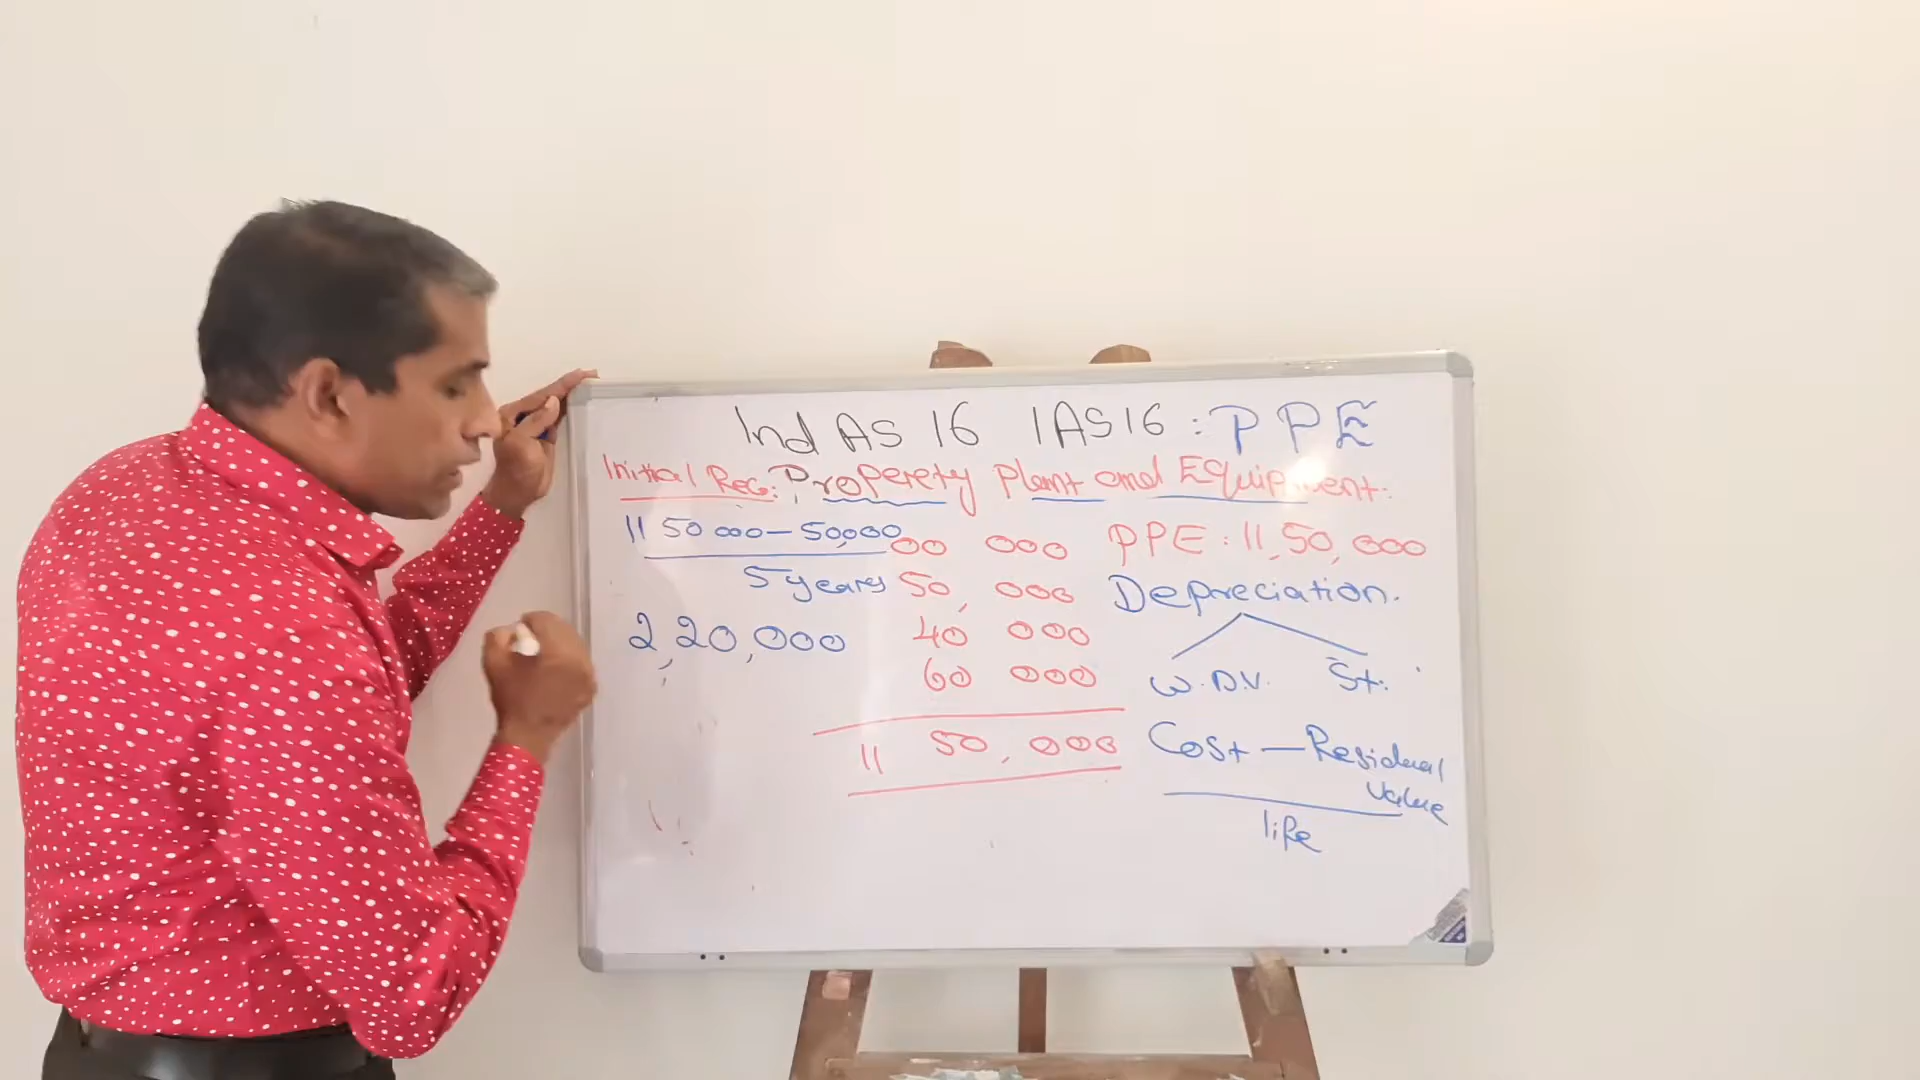 Ind AS 16 IAS 16 : PPE
Initial Rec: Properety Plant and Equipment:
11 50 000 – 50,000
5 years
2,20,000
00 000
50, 000
40 000
60 000
11 50,000
PPE : 11,50,000
Depreciation.
W.D.V. St.
Cost – Residual Value
life